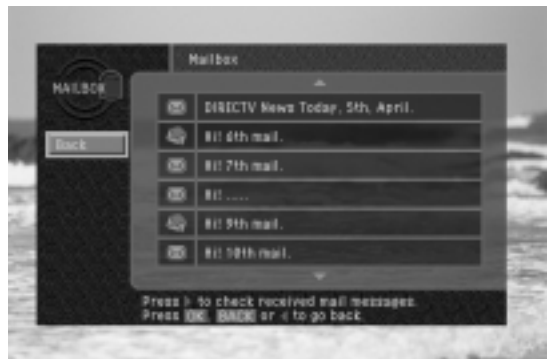 Mailbox
MAILBOX
DIRECTV News Today, 5th, April.
Hi! 6th mail.
Back
Hi! 7th mail.
Hi! .....
Hi! 9th mail.
Hi! 10th mail.
Press to check received mail messages.
Press OK, BACK or to go back